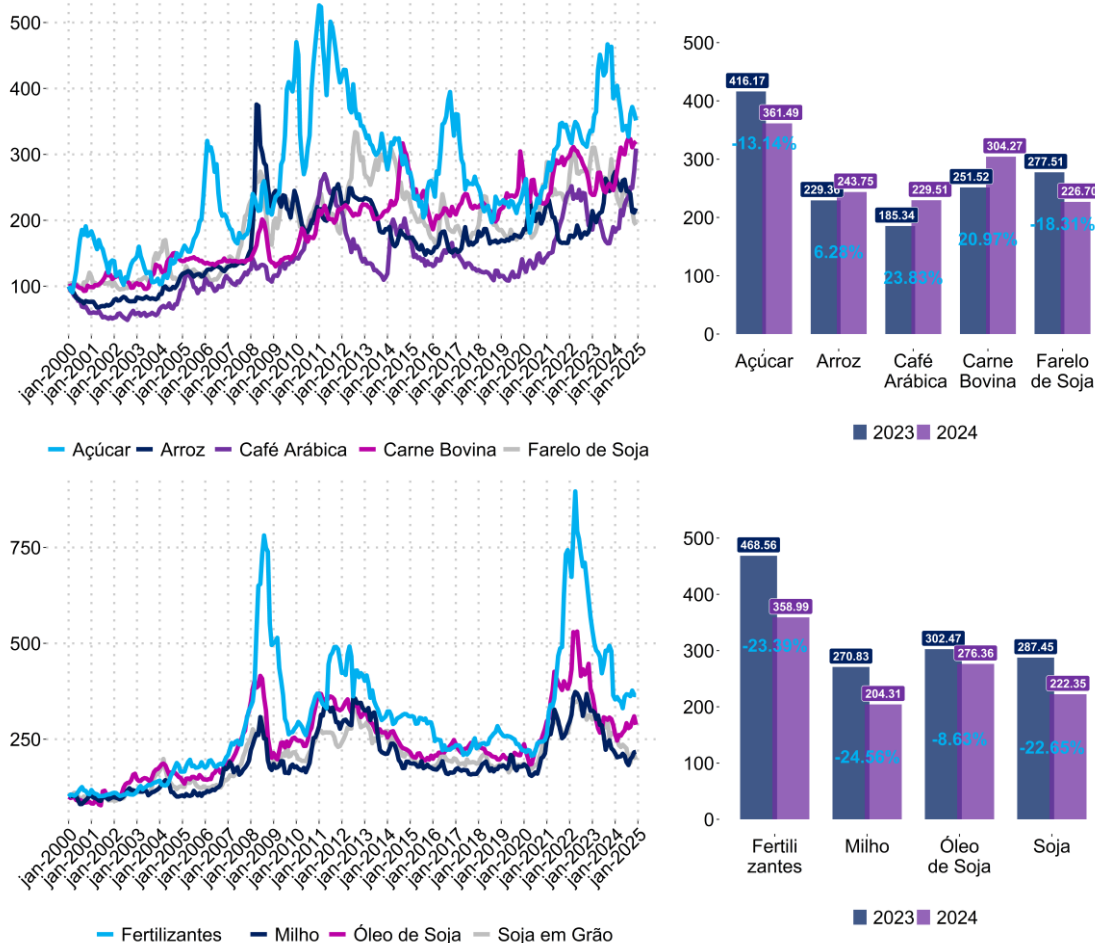 500
400
300
200
100
jan-2000
jan-2001
jan-2002
jan-2003
jan-2004
jan-2005
jan-2006
jan-2007
jan-2008
jan-2009
jan-2010
jan-2011
jan-2012
jan-2013
jan-2014
jan-2015
jan-2016
jan-2017
jan-2018
jan-2019
jan-2020
jan-2021
jan-2022
jan-2023
jan-2024
jan-2025
Açúcar Arroz Café Arábica Carne Bovina Farelo de Soja
500
400
300
200
100
0
416.17
361.49
-13.14%
229.36
243.75
6.28%
185.34
229.51
23.83%
251.52
304.27
20.97%
277.51
226.70
-18.31%
Açúcar
Arroz
Café
Arábica
Carne
Bovina
Farelo
de Soja
2023 2024
750
500
250
jan-2000
jan-2001
jan-2002
jan-2003
jan-2004
jan-2005
jan-2006
jan-2007
jan-2008
jan-2009
jan-2010
jan-2011
jan-2012
jan-2013
jan-2014
jan-2015
jan-2016
jan-2017
jan-2018
jan-2019
jan-2020
jan-2021
jan-2022
jan-2023
jan-2024
jan-2025
Fertilizantes Milho Óleo de Soja Soja em Grão
500
400
300
200
100
0
468.56
358.99
-23.39%
270.83
204.31
-24.56%
302.47
276.36
-8.63%
287.45
222.35
-22.65%
Fertili
zantes
Milho
Óleo
de Soja
Soja
2023 2024